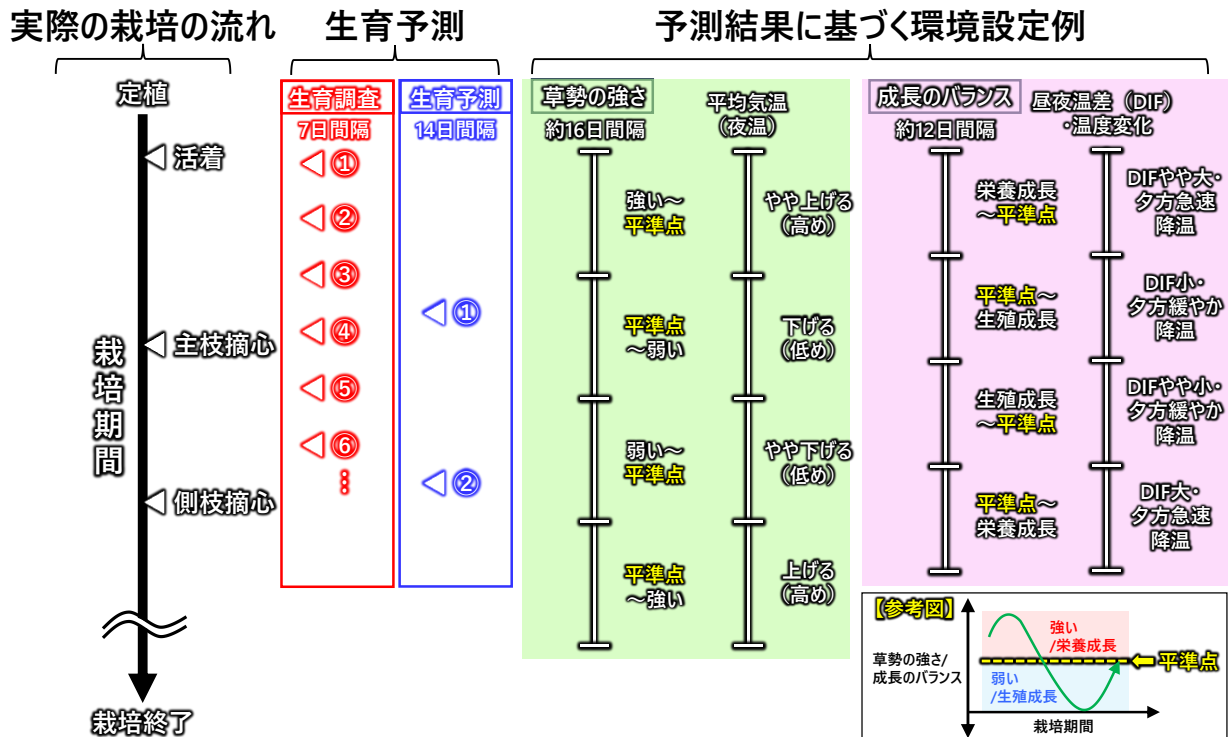 実際の栽培の流れ
生育予測
予測結果に基づく環境設定例
定植
活着
主枝摘心
栽培期間
側枝摘心
栽培終了
生育調査
7日間隔
①
②
③
④
⑤
⑥
生育予測
14日間隔
①
②
草勢の強さ
約16日間隔
強い～
平準点
平準点
～弱い
弱い～
平準点
平準点
～強い
平均気温
（夜温）
やや上げる
（高め）
下げる
（低め）
やや下げる
（低め）
上げる
（高め）
成長のバランス
約12日間隔
栄養成長
～平準点
平準点～
生殖成長
生殖成長
～平準点
平準点～
栄養成長
昼夜温差（DIF）
・温度変化
DIFやや大・
夕方急速
降温
DIF小・
夕方緩やか
降温
DIFやや小・
夕方緩やか
降温
DIF大・
夕方急速
降温
【参考図】
草勢の強さ/
成長のバランス
強い
/栄養成長
弱い
/生殖成長
平準点
栽培期間